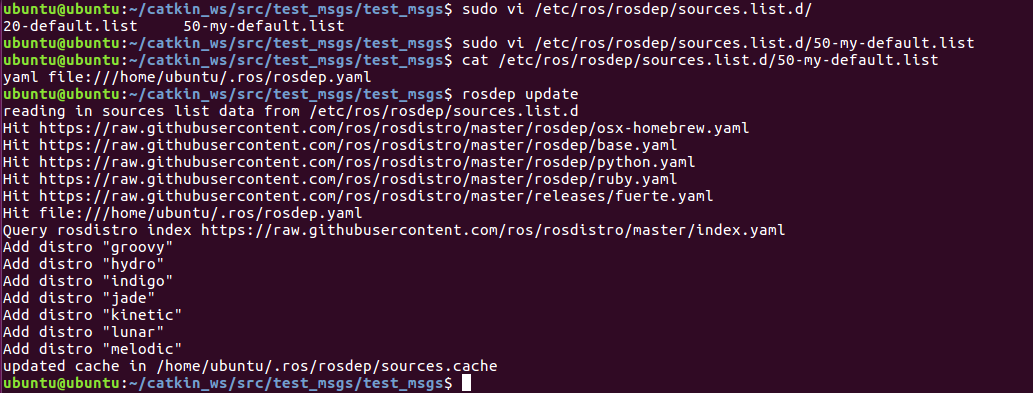 ubuntu@ubuntu:~/catkin_ws/src/test_msgs/test_msgs$ sudo vi /etc/ros/rosdep/sources.list.d/
20-default.list     50-my-default.list
ubuntu@ubuntu:~/catkin_ws/src/test_msgs/test_msgs$ sudo vi /etc/ros/rosdep/sources.list.d/50-my-default.list
ubuntu@ubuntu:~/catkin_ws/src/test_msgs/test_msgs$ cat /etc/ros/rosdep/sources.list.d/50-my-default.list
yaml file:///home/ubuntu/.ros/rosdep.yaml
ubuntu@ubuntu:~/catkin_ws/src/test_msgs/test_msgs$ rosdep update
reading in sources list data from /etc/ros/rosdep/sources.list.d
Hit https://raw.githubusercontent.com/ros/rosdistro/master/rosdep/osx-homebrew.yaml
Hit https://raw.githubusercontent.com/ros/rosdistro/master/rosdep/base.yaml
Hit https://raw.githubusercontent.com/ros/rosdistro/master/rosdep/python.yaml
Hit https://raw.githubusercontent.com/ros/rosdistro/master/rosdep/ruby.yaml
Hit https://raw.githubusercontent.com/ros/rosdistro/master/releases/fuerte.yaml
Hit file:///home/ubuntu/.ros/rosdep.yaml
Query rosdistro index https://raw.githubusercontent.com/ros/rosdistro/master/index.yaml
Add distro "groovy"
Add distro "hydro"
Add distro "indigo"
Add distro "jade"
Add distro "kinetic"
Add distro "lunar"
Add distro "melodic"
updated cache in /home/ubuntu/.ros/rosdep/sources.cache
ubuntu@ubuntu:~/catkin_ws/src/test_msgs/test_msgs$